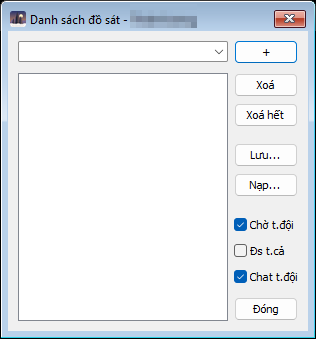 Danh sách đồ sát -
+
Xoá
Xoá hết
Lưu...
Nạp...
Chờ t.đội
Đs t.cả
Chat t.đội
Đóng